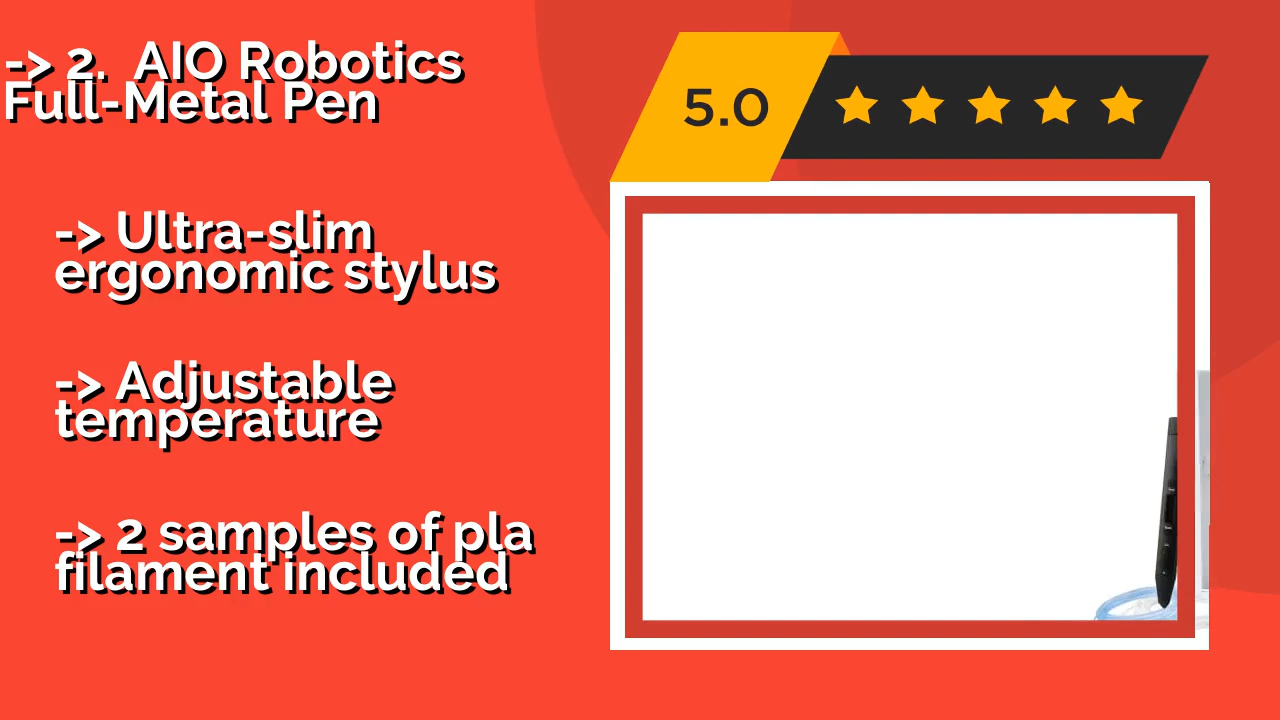 -> 2.  AIO Robotics
Full-Metal Pen
-> Ultra-slim
ergonomic stylus
-> Adjustable
temperature
-> 2 samples of pla
filament included
5.0